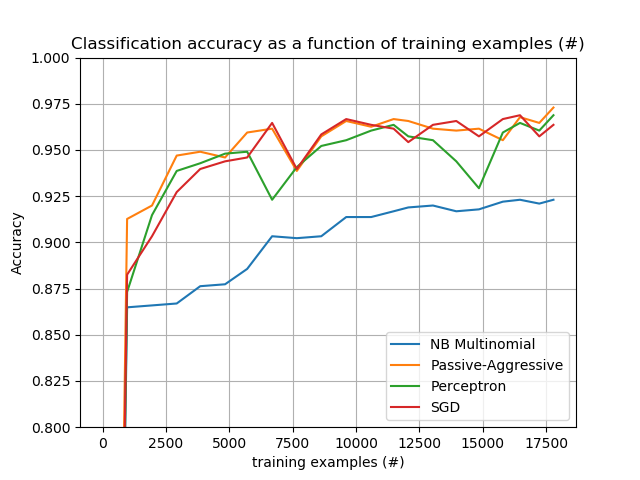 Classification accuracy as a function of training examples (#)
1.000
0.975
0.950
0.925
0.900
0.875
0.850
0.825
0.800
Accuracy
NB Multinomial
Passive-Aggressive
Perceptron
SGD
0 2500 5000 7500 10000 12500 15000 17500
training examples (#)